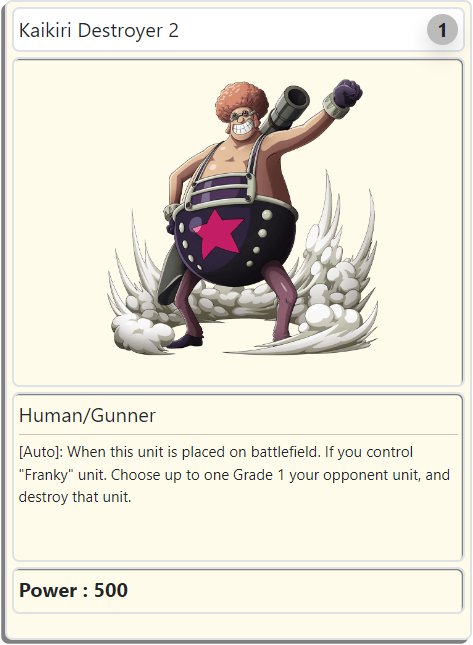 Kaikiri Destroyer 2
1
Human/Gunner
[Auto]: When this unit is placed on battlefield. If you control
"Franky" unit. Choose up to one Grade 1 your opponent unit, and
destroy that unit.
Power : 500